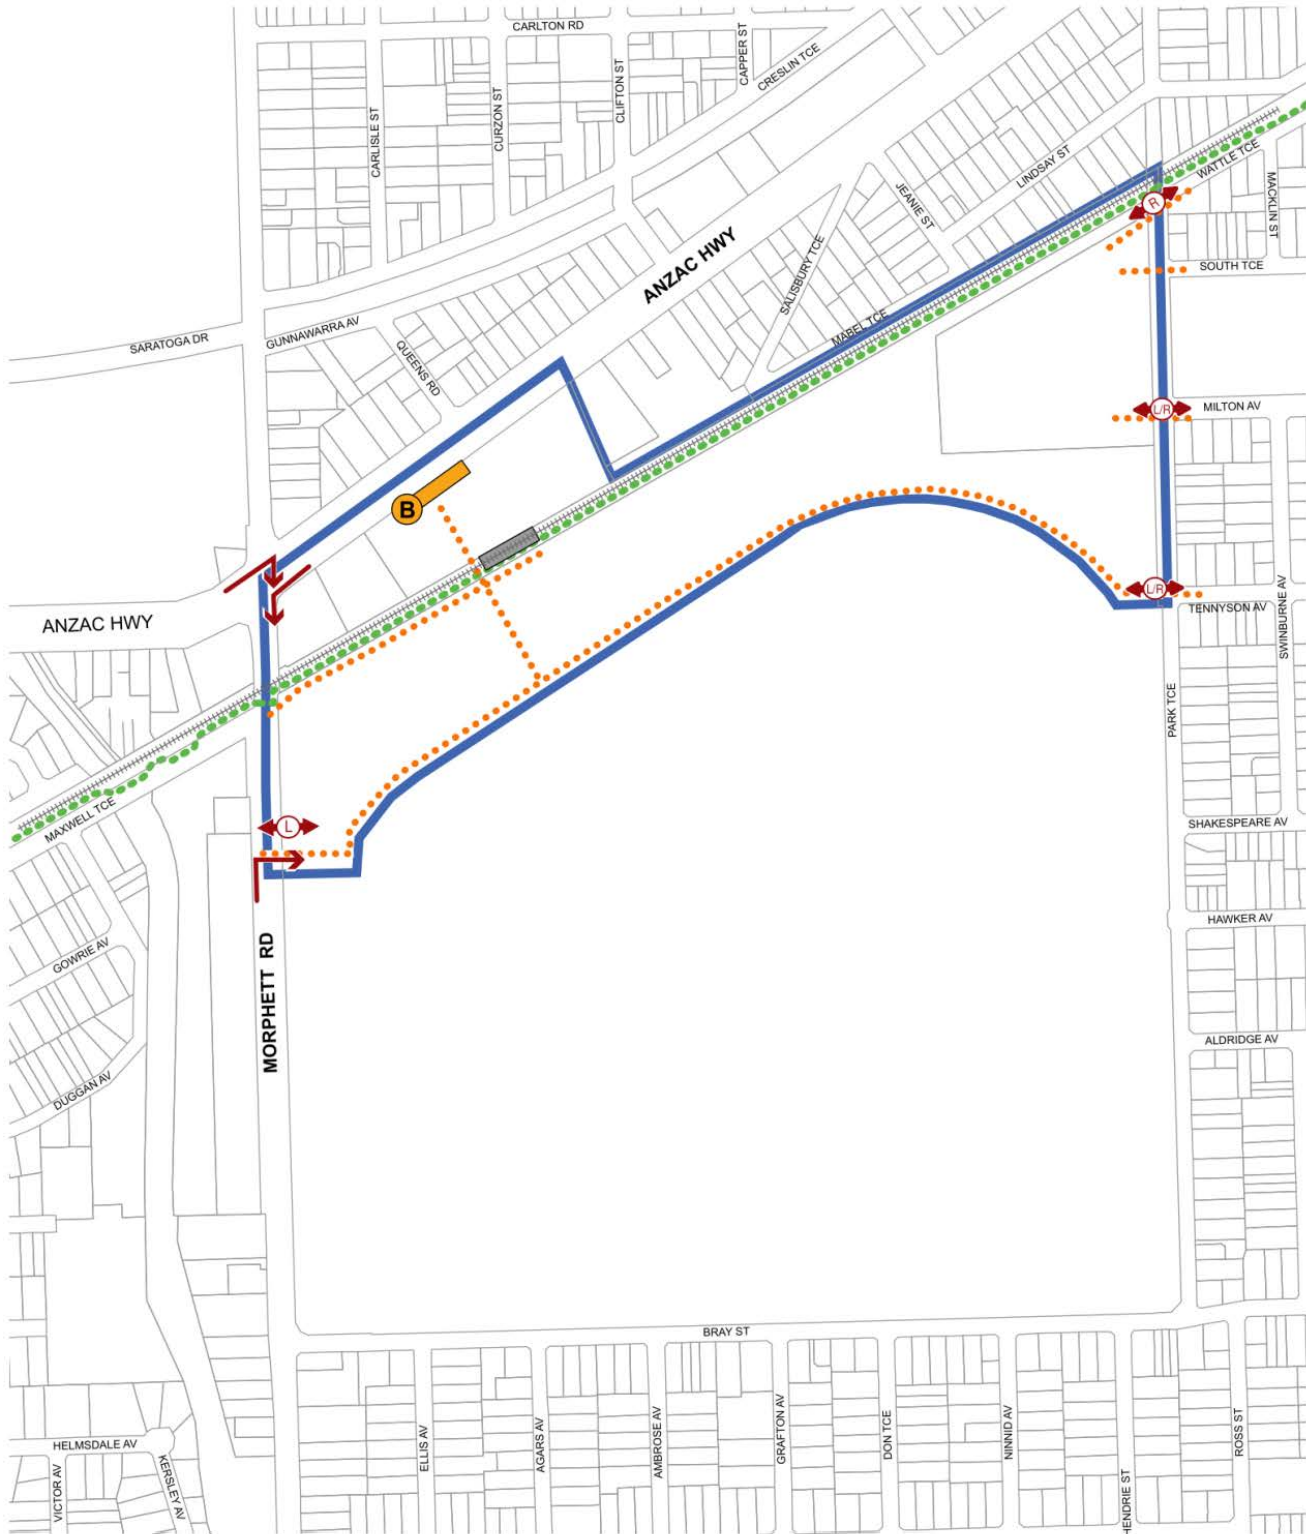 CARLTON RD
CAPPER ST
CRESLIN TCE
CLIFTON ST
CURZON ST
CARLISLE ST
LINDSAY ST
WATTLE TCE
JEANIE ST
MACKLIN ST
R
ANZAC HWY
SALISBURY TCE
SOUTH TCE
MABEL TCE
GUNNAWARRA AV
SARATOGA DR
QUEENS RD
L/R
MILTON AV
B
L/R
TENNYSON AV
SWINBURNE AV
ANZAC HWY
PARK TCE
MAXWELL TCE
L
SHAKESPEARE AV
HAWKER AV
GOWRIE AV
MORPHETT RD
ALDRIDGE AV
DUGGAN AV
BRAY ST
ELLIS AV
AGARS AV
AMBROSE AV
GRAFTON AV
DON TCE
NINNID AV
HENDRIE ST
ROSS ST
HELMSDALE AV
VICTOR AV
KERSLEY AV